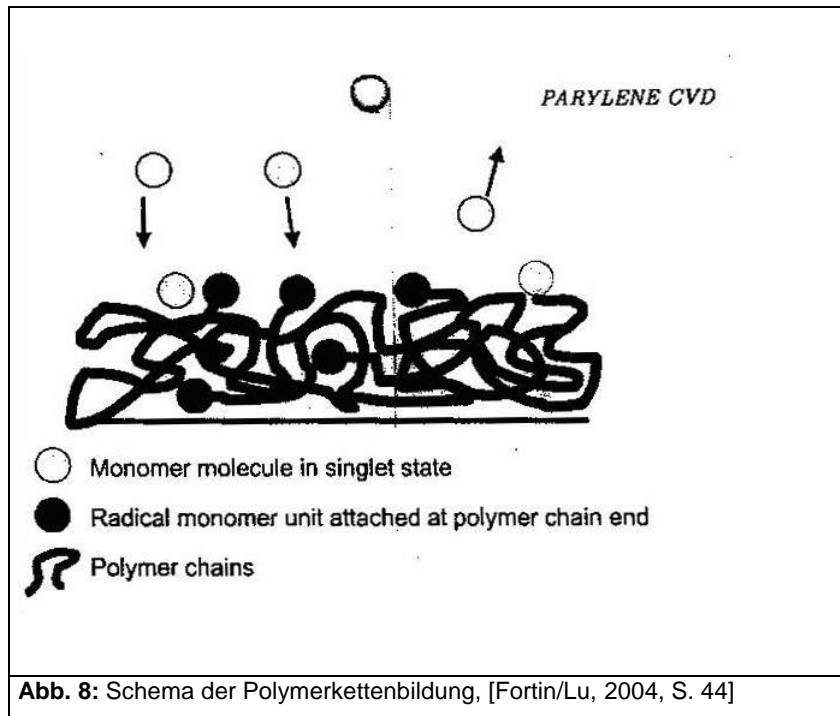 PARYLENE CVD
Monomer molecule in singlet state
Radical monomer unit attached at polymer chain end
Polymer chains
Abb. 8: Schema der Polymerkettenbildung, [Fortin/Lu, 2004, S. 44]